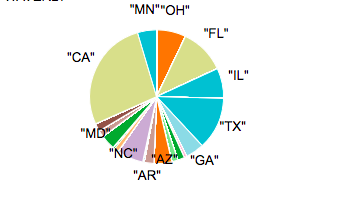 "MN" "OH"
"FL"
"CA"
"IL"
"TX"
"MD"
"NC" "AZ" "GA"
"AR"